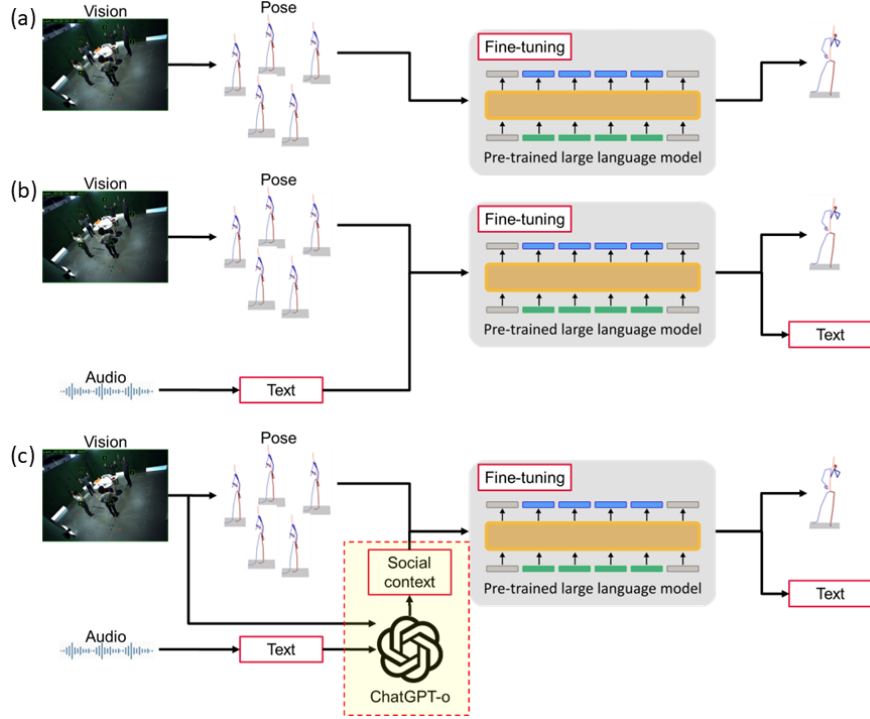 (a)
Vision
Pose
Fine-tuning
Pre-trained large language model
(b)
Vision
Pose
Fine-tuning
Pre-trained large language model
Text
Audio
Text
(c)
Vision
Pose
Fine-tuning
Pre-trained large language model
Social
context
Text
Audio
Text
ChatGPT-o